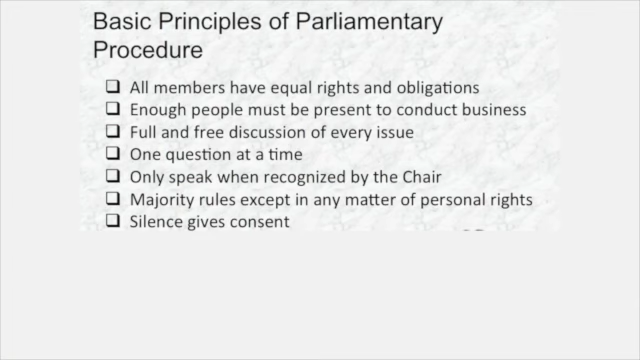 Basic Principles of Parliamentary
Procedure
❑ All members have equal rights and obligations
❑ Enough people must be present to conduct business
❑ Full and free discussion of every issue
❑ One question at a time
❑ Only speak when recognized by the Chair
❑ Majority rules except in any matter of personal rights
❑ Silence gives consent